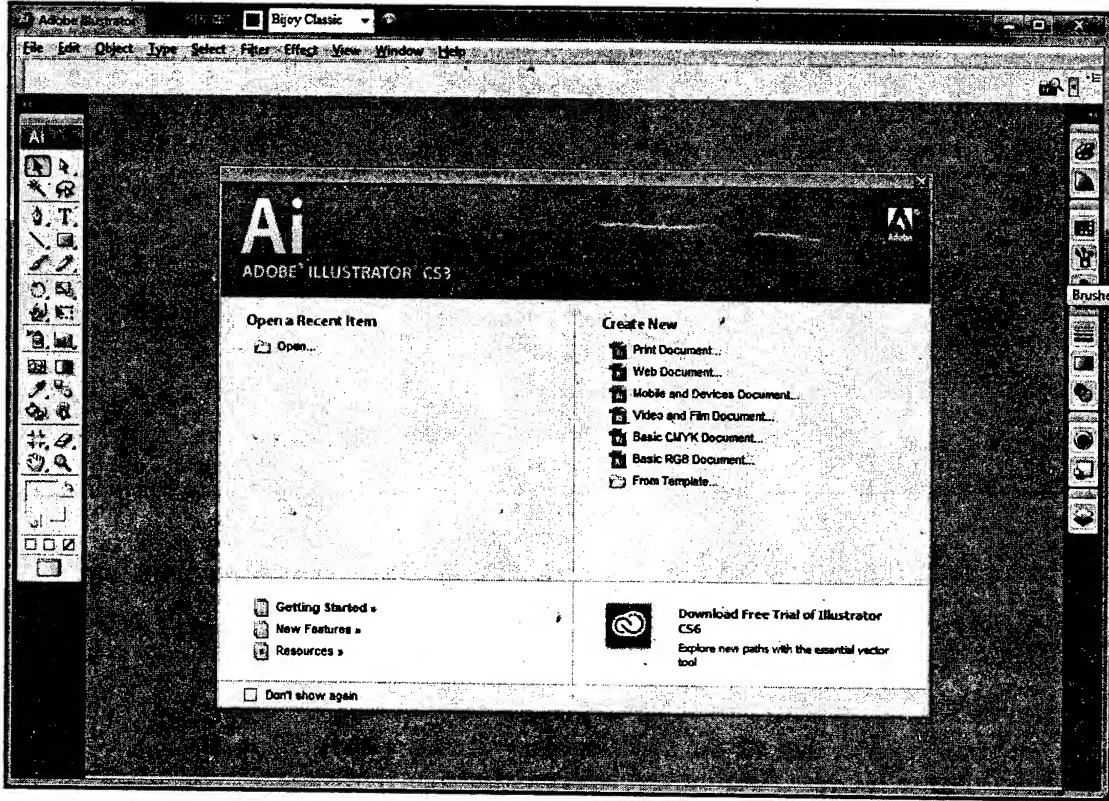 Adobe Illustrator
Bijoy Classic
File Edit Object Type Select Filter Effect View Window Help
Ai
Ai
ADOBE® ILLUSTRATOR® CS3
Adobe
Brushe
Open a Recent Item
Open...
Create New
Print Document...
Web Document...
Mobile and Devices Document...
Video and Film Document...
Basic CMYK Document...
Basic RGB Document...
From Template...
Getting Started »
New Features »
Resources »
Download Free Trial of Illustrator
CS6
Explore new paths with the essential vector
tool
Don't show again